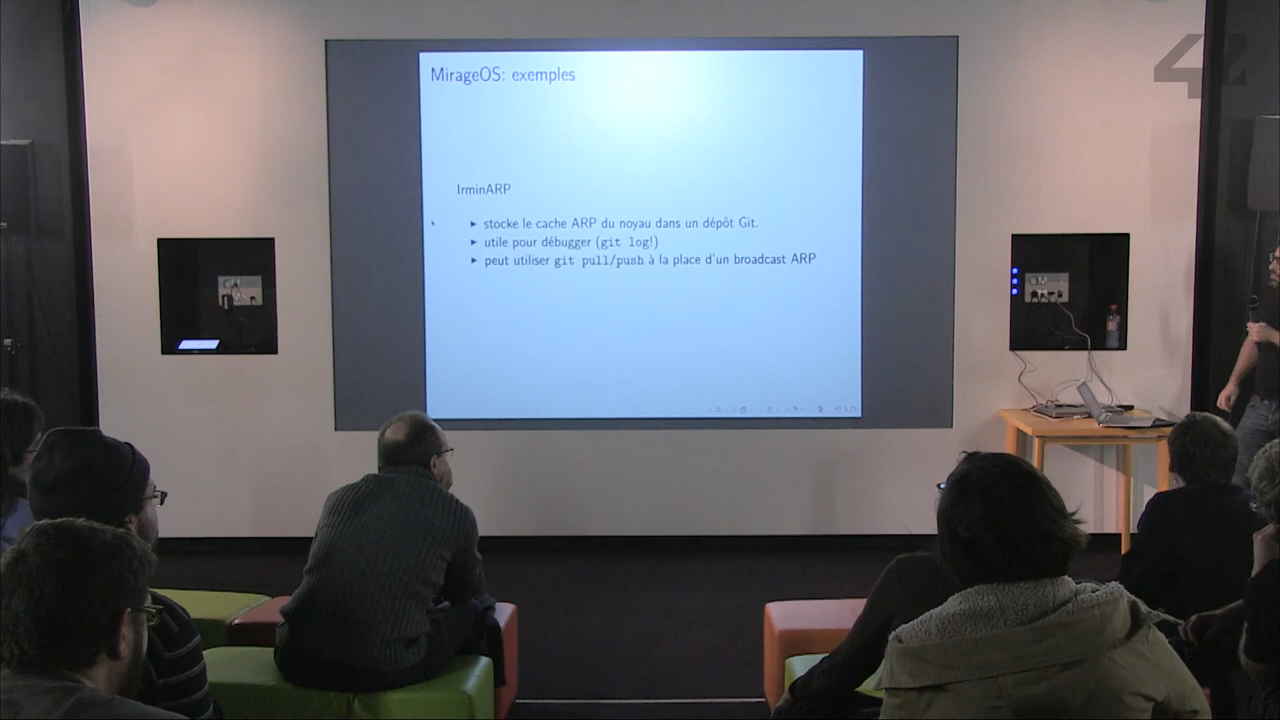 42
MirageOS: exemples
IrminARP
► stocke le cache ARP du noyau dans un dépôt Git.
► utile pour débugger (git log!)
► peut utiliser git pull/push à la place d'un broadcast ARP